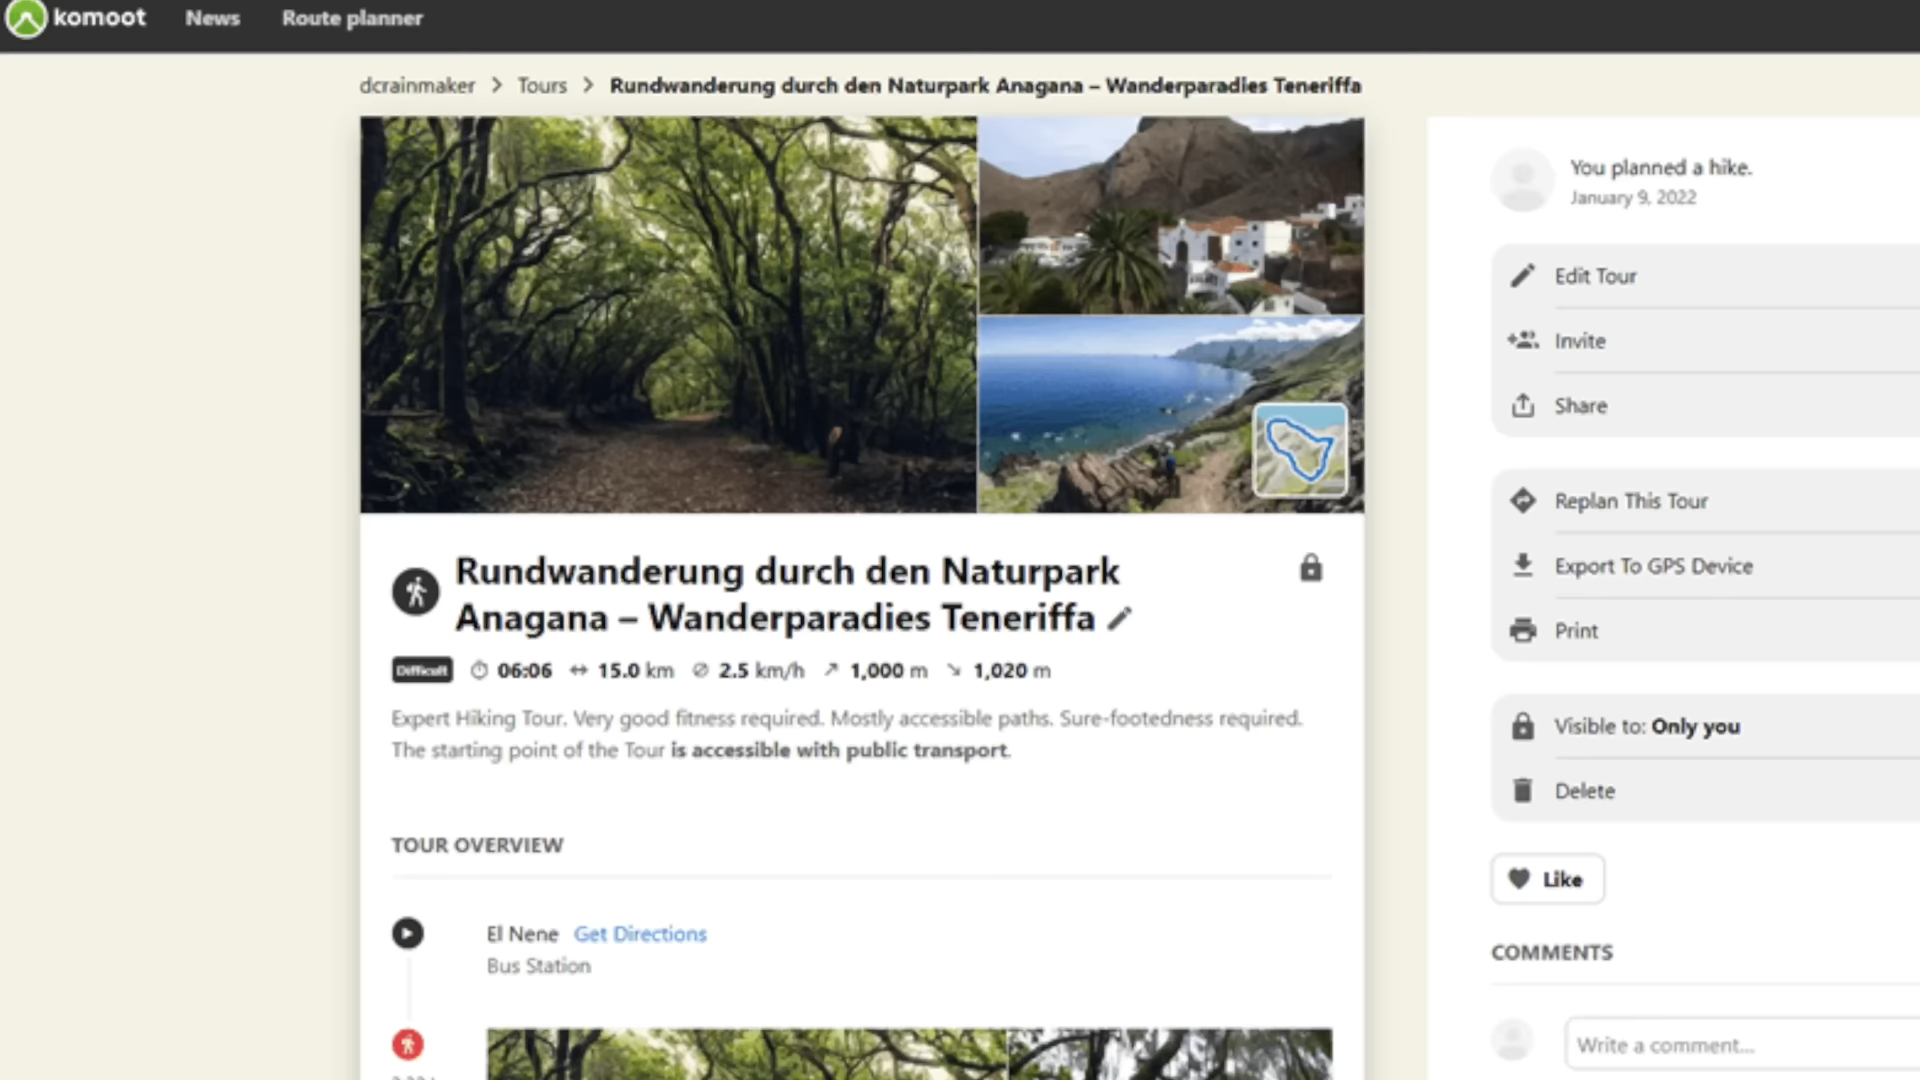 komoot News Route planner
dcrainmaker > Tours > Rundwanderung durch den Naturpark Anagana – Wanderparadies Teneriffa
Rundwanderung durch den Naturpark
Anagana – Wanderparadies Teneriffa
Difficult 06:06 15.0 km 2.5 km/h 1,000 m 1,020 m
Expert Hiking Tour. Very good fitness required. Mostly accessible paths. Sure-footedness required.
The starting point of the Tour is accessible with public transport.
TOUR OVERVIEW
El Nene Get Directions
Bus Station
You planned a hike.
January 9, 2022
Edit Tour
Invite
Share
Replan This Tour
Export To GPS Device
Print
Visible to: Only you
Delete
Like
COMMENTS
Write a comment...